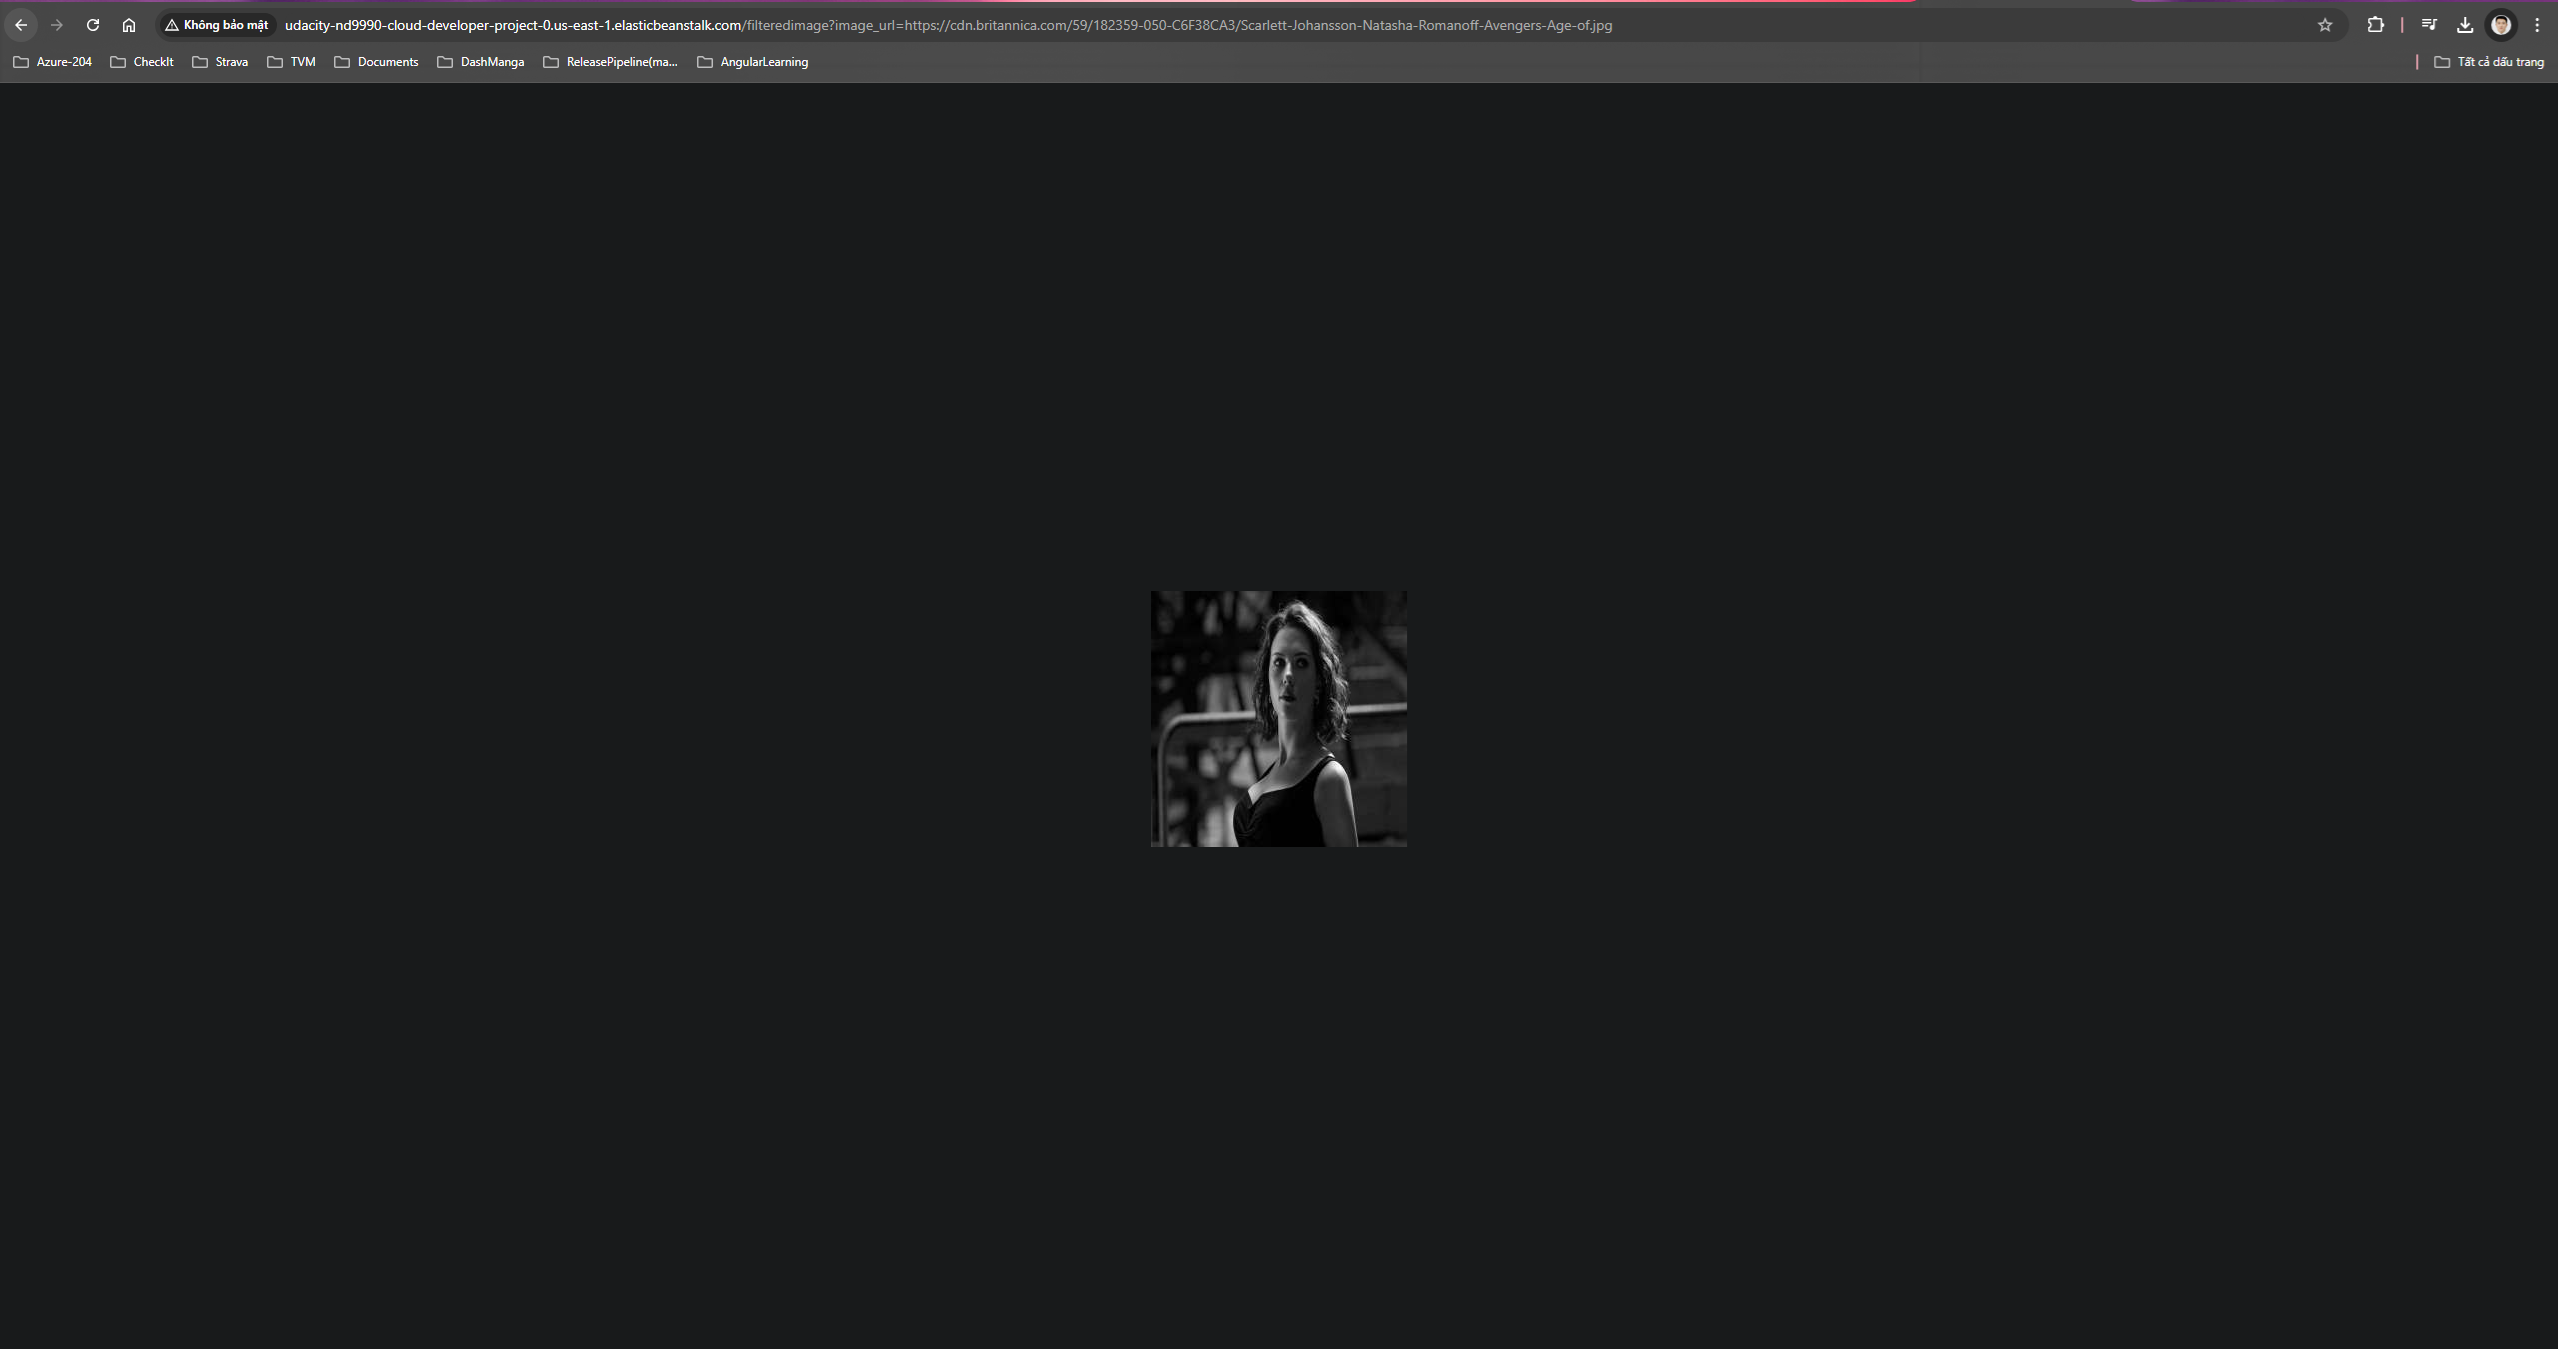 Không bảo mật udacity-nd9990-cloud-developer-project-0.us-east-1.elasticbeanstalk.com/filteredimage?image_url=https://cdn.britannica.com/59/182359-050-C6F38CA3/Scarlett-Johansson-Natasha-Romanoff-Avengers-Age-of.jpg
Azure-204 CheckIt Strava TVM Documents DashManga ReleasePipeline(ma... AngularLearning Tất cả dấu trang